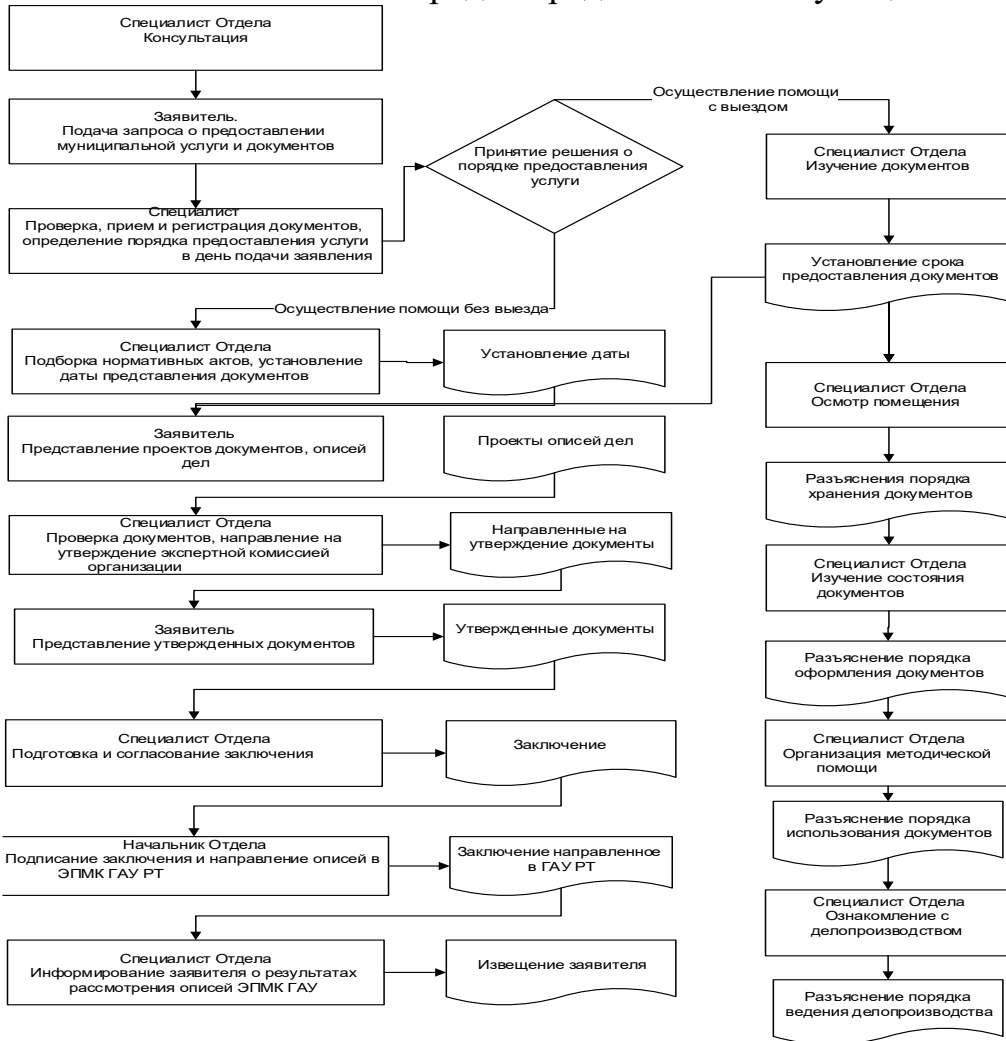 Специалист Отдела
Консультация
Заявитель.
Подача запроса о предоставлении
муниципальной услуги и документов
Специалист
Проверка, прием и регистрация документов,
определение порядка предоставления услуги
в день подачи заявления
Принятие решения о
порядке предоставления
услуги
Осуществление помощи
с выездом
Осуществление помощи без выезда
Специалист Отдела
Подборка нормативных актов, установление
даты представления документов
Установление даты
Заявитель
Представление проектов документов, описей
дел
Проекты описей дел
Специалист Отдела
Проверка документов, направление на
утверждение экспертной комиссией
организации
Направленные на
утверждение документы
Заявитель
Представление утвержденных документов
Утвержденные документы
Специалист Отдела
Подготовка и согласование заключения
Заключение
Начальник Отдела
Подписание заключения и направление описей в
ЭПМК ГАУ РТ
Заключение направленное
в ГАУ РТ
Специалист Отдела
Информирование заявителя о результатах
рассмотрения описей ЭПМК ГАУ
Извещение заявителя
Специалист Отдела
Изучение документов
Установление срока
предоставления документов
Специалист Отдела
Осмотр помещения
Разъяснения порядка
хранения документов
Специалист Отдела
Изучение состояния
документов
Разъяснение порядка
оформления документов
Специалист Отдела
Организация методической
помощи
Разъяснение порядка
использования документов
Специалист Отдела
Ознакомление с
делопроизводством
Разъяснение порядка
ведения делопроизводства